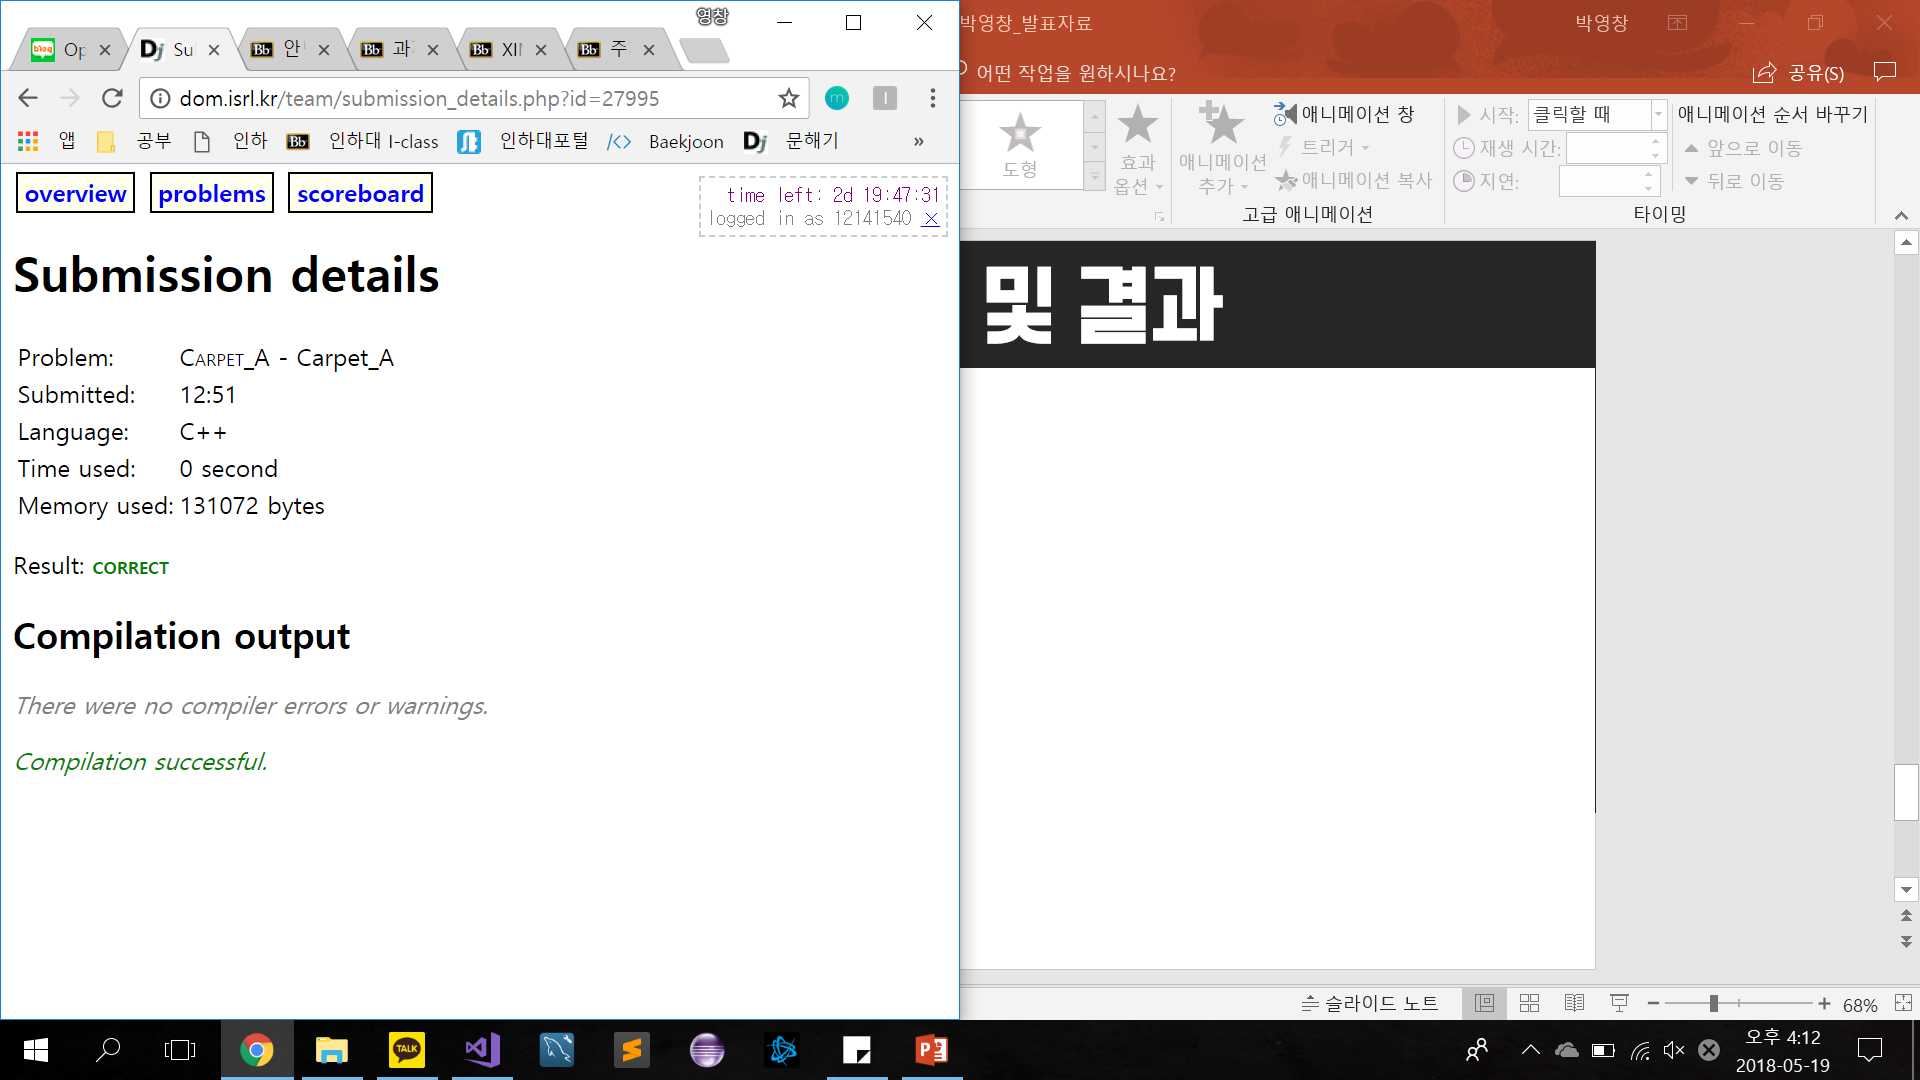 영창
Op
Su
안
과
XII
주
dom.isrl.kr/team/submission_details.php?id=27995
앱
공부
인하
인하대 I-class
인하대포털
Baekjoon
문해기
»
overview
problems
scoreboard
time left: 2d 19:47:31
logged in as 12141540 ×
Submission details
Problem: CARPET_A - Carpet_A
Submitted: 12:51
Language: C++
Time used: 0 second
Memory used: 131072 bytes
Result: CORRECT
Compilation output
There were no compiler errors or warnings.
Compilation successful.
박영창_발표자료
박영창
어떤 작업을 원하시나요?
공유(S)
도형
효과
옵션
애니메이션
추가
애니메이션 창
트리거
애니메이션 복사
고급 애니메이션
시작: 클릭할 때
재생 시간:
지연:
애니메이션 순서 바꾸기
앞으로 이동
뒤로 이동
타이밍
및 결과
슬라이드 노트
68%
TALK
오후 4:12
2018-05-19